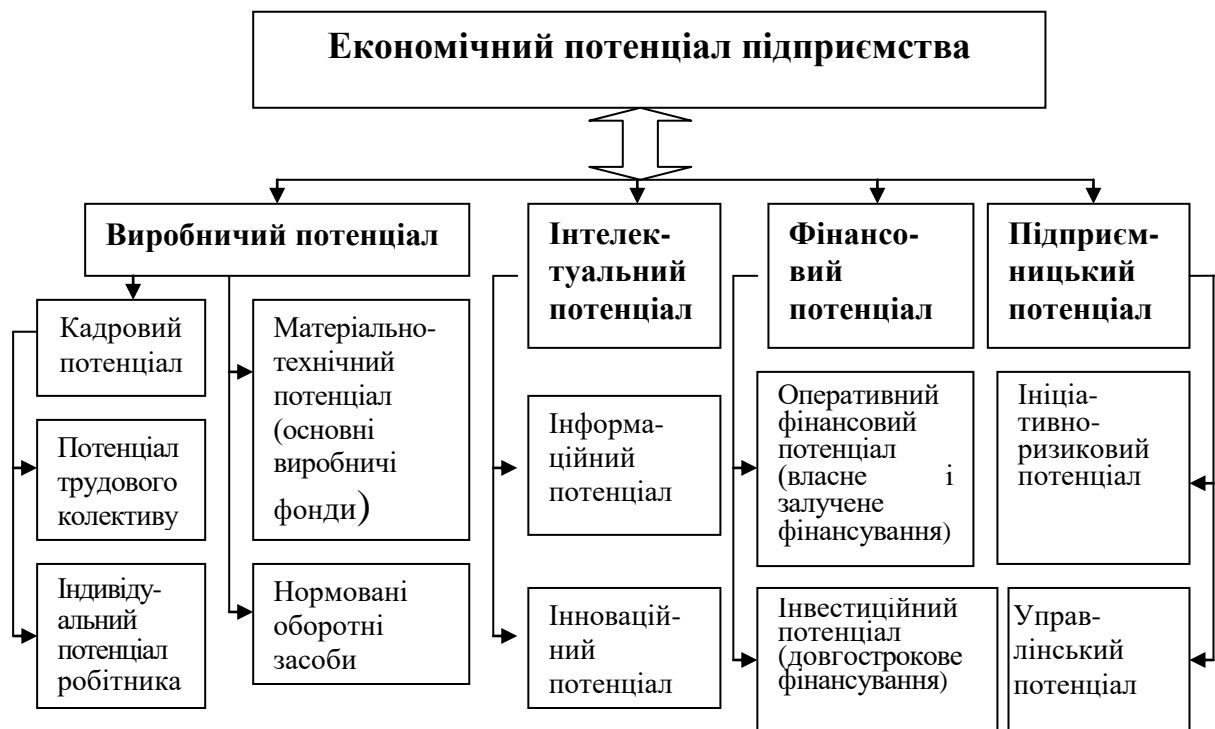 Економічний потенціал підприємства
Виробничий потенціал
Кадровий
потенціал
Потенціал
трудового
колективу
Індивіду-
альний
потенціал
робітника
Матеріально-
технічний
потенціал
(основні
виробничі
фонди)
Нормовані
оборотні
засоби
Інтелек-
туальний
потенціал
Інформа-
ційний
потенціал
Інновацій-
ний
потенціал
Фінансо-
вий
потенціал
Оперативний
фінансовий
потенціал
(власне і
залучене
фінансування)
Інвестиційний
потенціал
(довгострокове
фінансування)
Підприєм-
ницький
потенціал
Ініціа-
тивно-
ризиковий
потенціал
Управ-
лінський
потенціал